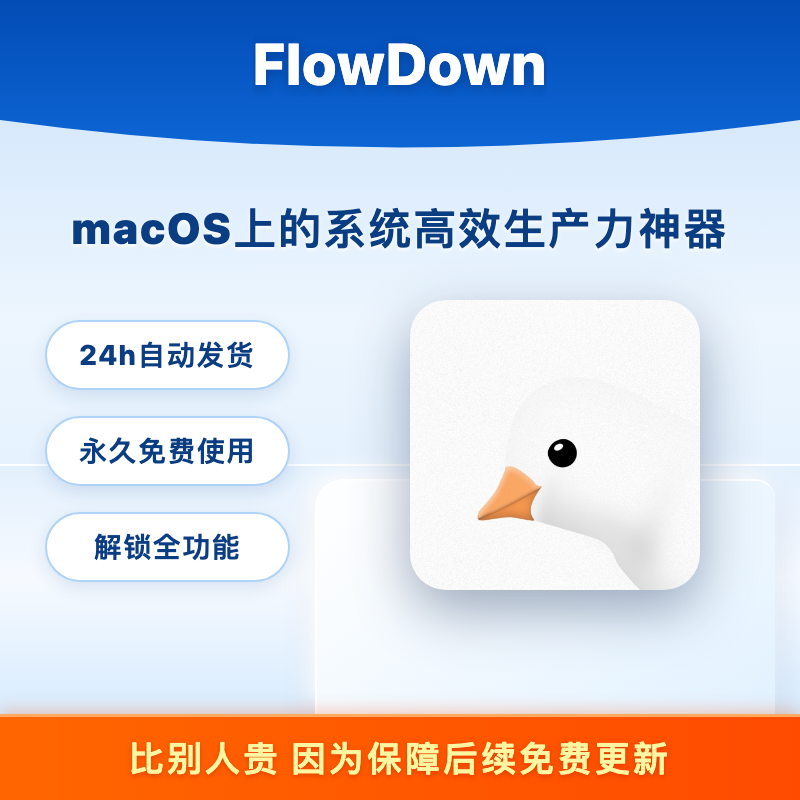 FlowDown
macOS上的系统高效生产力神器
24h自动发货
永久免费使用
解锁全功能
比别人贵 因为保障后续免费更新